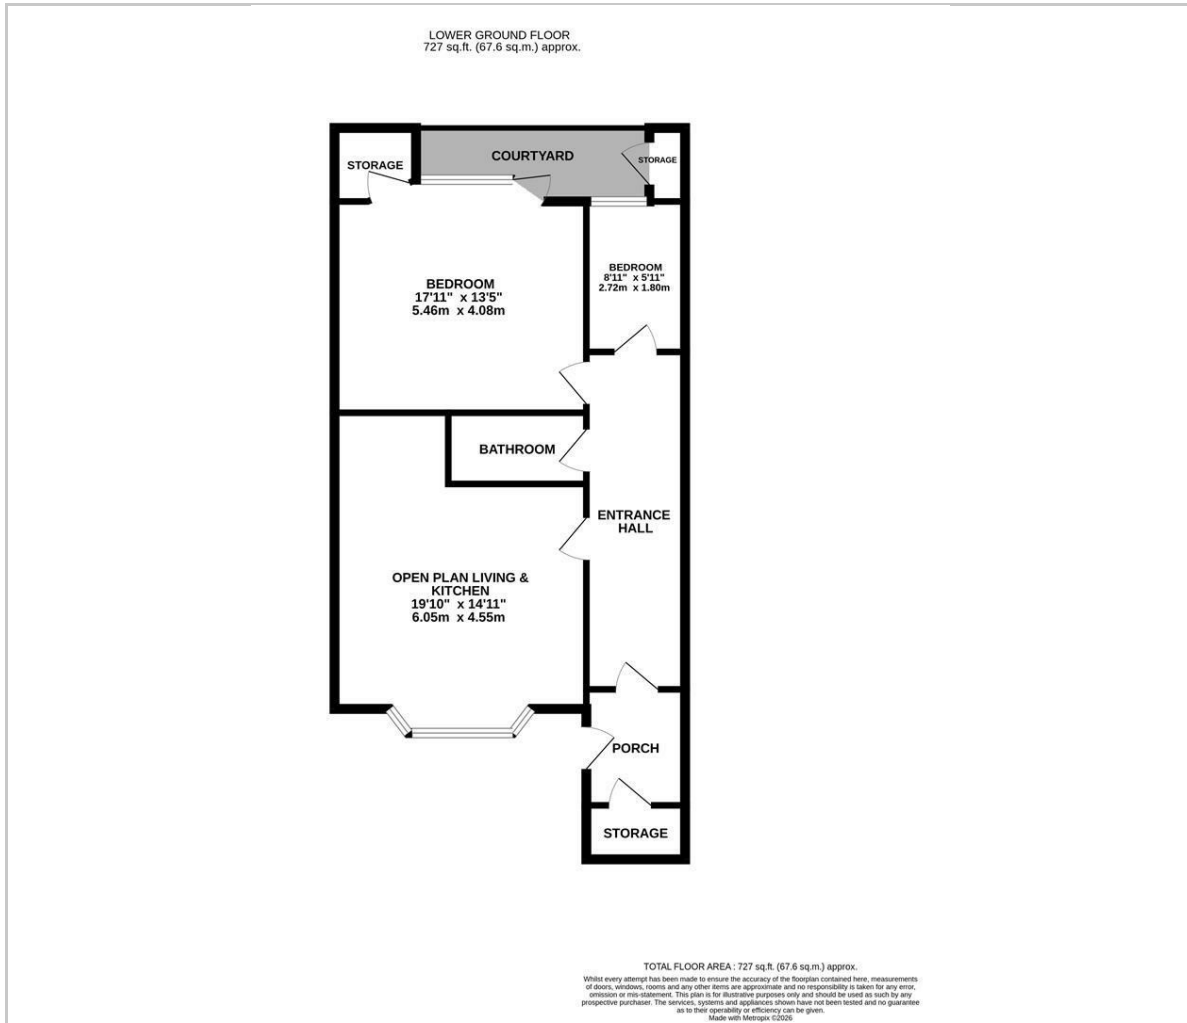 LOWER GROUND FLOOR
727 sq.ft. (67.6 sq.m.) approx.
COURTYARD
STORAGE
STORAGE
BEDROOM
17'11" x 13'5"
5.46m x 4.08m
BEDROOM
8'11" x 5'11"
2.72m x 1.80m
BATHROOM
ENTRANCE
HALL
OPEN PLAN LIVING &
KITCHEN
19'10" x 14'11"
6.05m x 4.55m
PORCH
STORAGE
TOTAL FLOOR AREA : 727 sq.ft. (67.6 sq.m.) approx.
Whilst every attempt has been made to ensure the accuracy of the floorplan contained here, measurements
of doors, windows, rooms and any other items are approximate and no responsibility is taken for any error,
omission or mis-statement. This plan is for illustrative purposes only and should be used as such by any
prospective purchaser. The services, systems and appliances shown have not been tested and no guarantee
as to their operability or efficiency can be given.
Made with Metropix ©2026